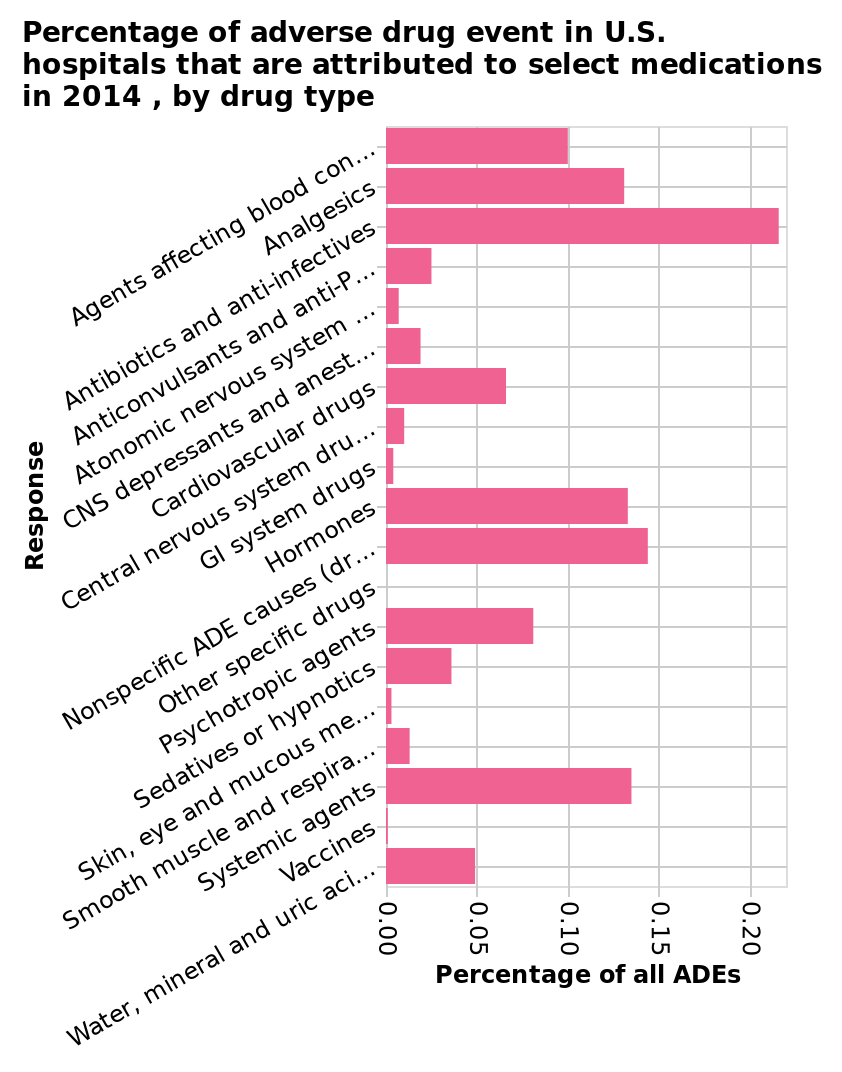 Percentage of adverse drug event in U.S.
hospitals that are attributed to select medications
in 2014 , by drug type
Agents affecting blood con...
Analgesics
Antibiotics and anti-infectives
Anticonvulsants and anti-P...
Atonomic nervous system ...
CNS depressants and anest...
Cardiovascular drugs
Central nervous system dru...
GI system drugs
Hormones
Nonspecific ADE causes (dr...
Other specific drugs
Psychotropic agents
Sedatives or hypnotics
Skin, eye and mucous me...
Smooth muscle and respira...
Systemic agents
Vaccines
Water, mineral and uric aci...
Response
0.00
0.05
0.10
0.15
0.20
Percentage of all ADEs